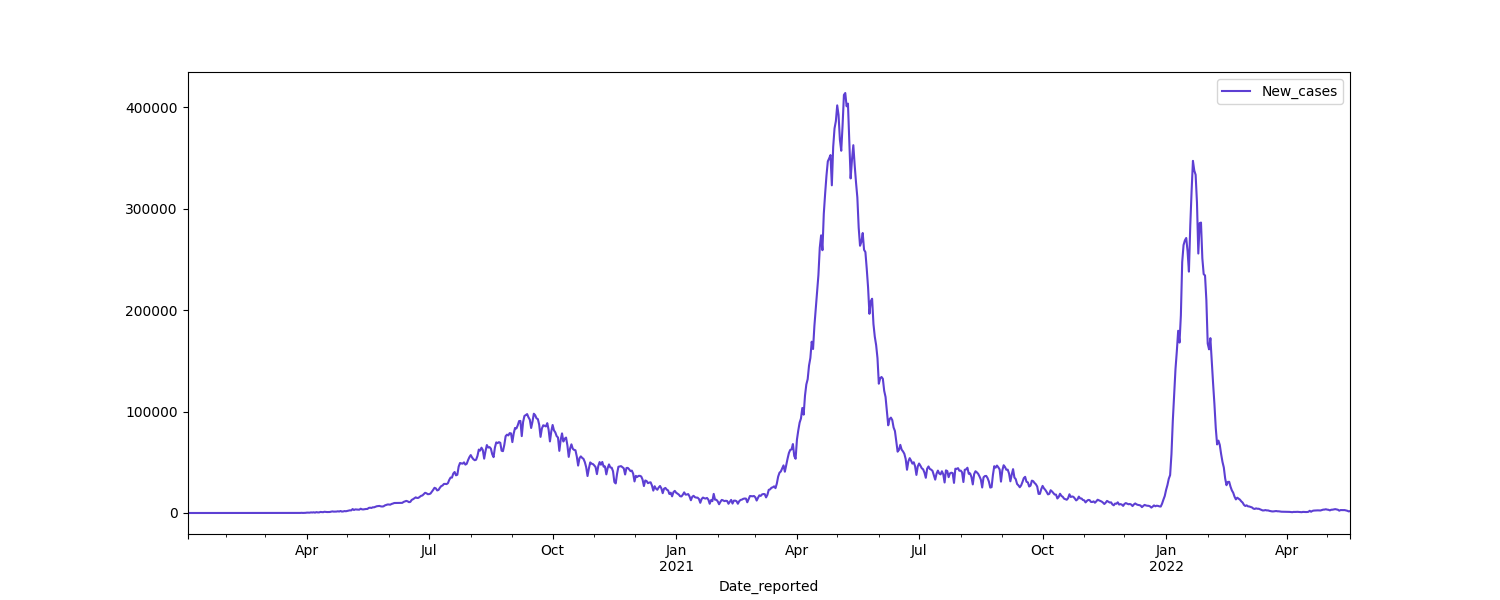 New_cases
400000
300000
200000
100000
0
Apr Jul Oct Jan Apr Jul Oct Jan Apr
2021 2022
Date_reported